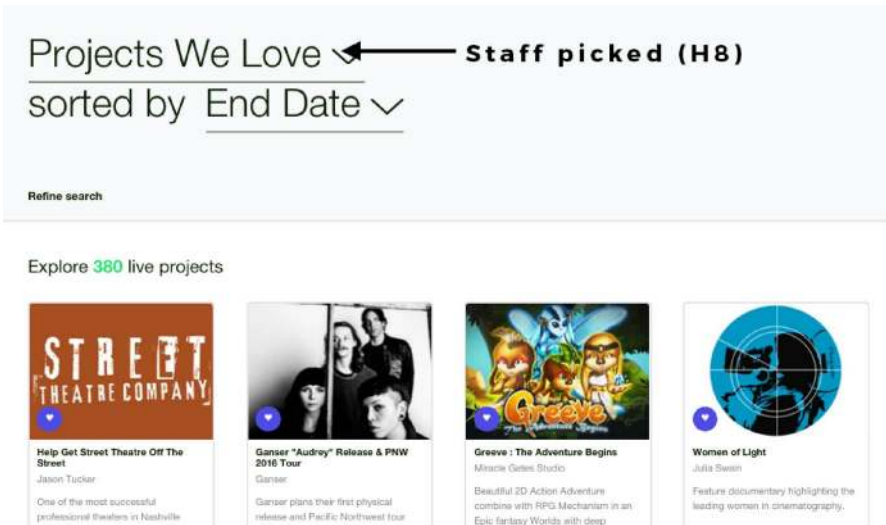 Projects We Love
Staff picked (H8)
sorted by End Date
Refine search
Explore 380 live projects
STREET
THEATRE COMPANY
Greeve
The Adventure Begins
Help Get Street Theatre Off The
Street
Jason Tucker
One of the most successful
professional theaters in Nashville
Ganser "Audrey" Release & PNW
2016 Tour
Ganser
Ganser plans their first physical
release and Pacific Northwest tour
Greeve : The Adventure Begins
Miracle Gates Studio
Beautiful 2D Action Adventure
combine with RPG Mechanism in an
Epic fantasy Worlds with deep
Women of Light
Julia Swain
Feature documentary highlighting the
leading women in cinematography.